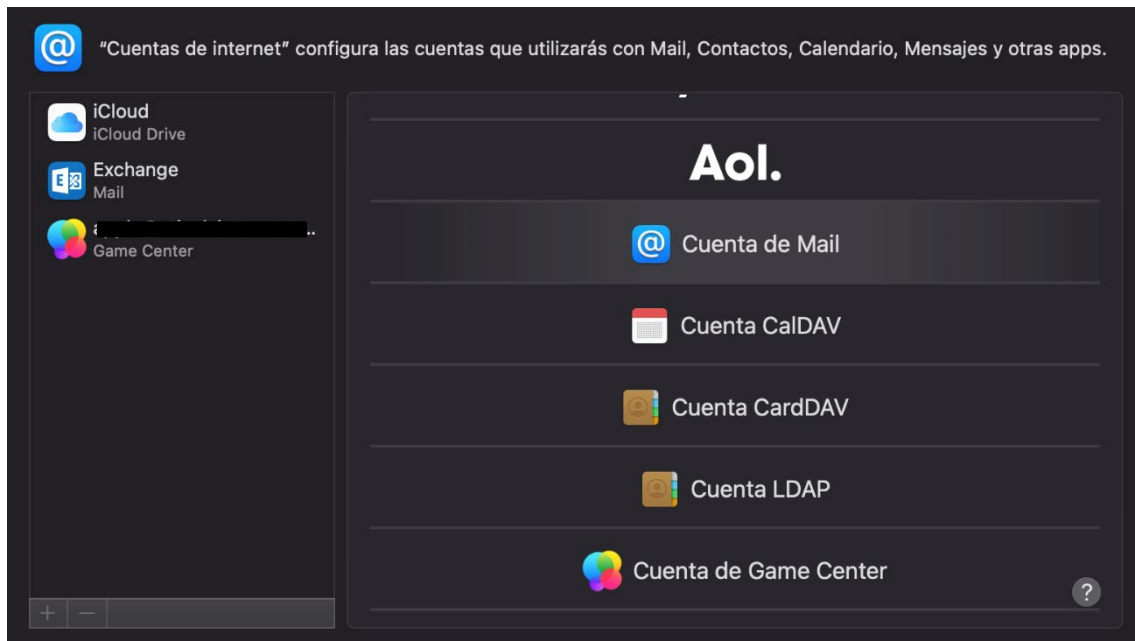 “Cuentas de internet” configura las cuentas que utilizarás con Mail, Contactos, Calendario, Mensajes y otras apps.
iCloud
iCloud Drive
Exchange
Mail
Game Center
Aol.
Cuenta de Mail
Cuenta CalDAV
Cuenta CardDAV
Cuenta LDAP
Cuenta de Game Center
?